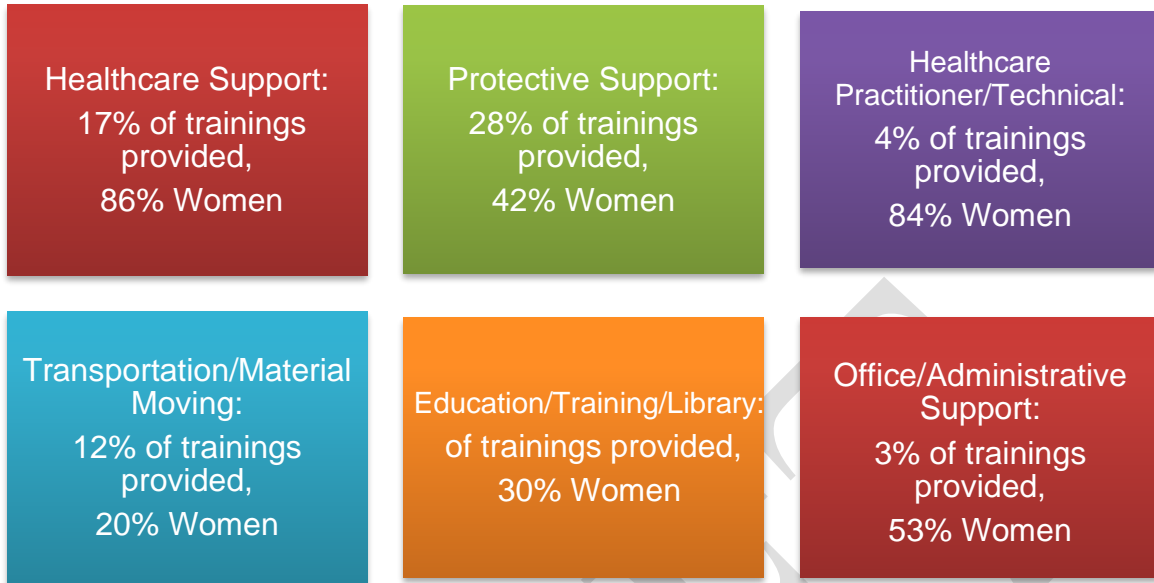 Healthcare Support:
17% of trainings
provided,
86% Women
Protective Support:
28% of trainings
provided,
42% Women
Healthcare
Practitioner/Technical:
4% of trainings
provided,
84% Women
Transportation/Material
Moving:
12% of trainings
provided,
20% Women
Education/Training/Library:
of trainings provided,
30% Women
Office/Administrative
Support:
3% of trainings
provided,
53% Women